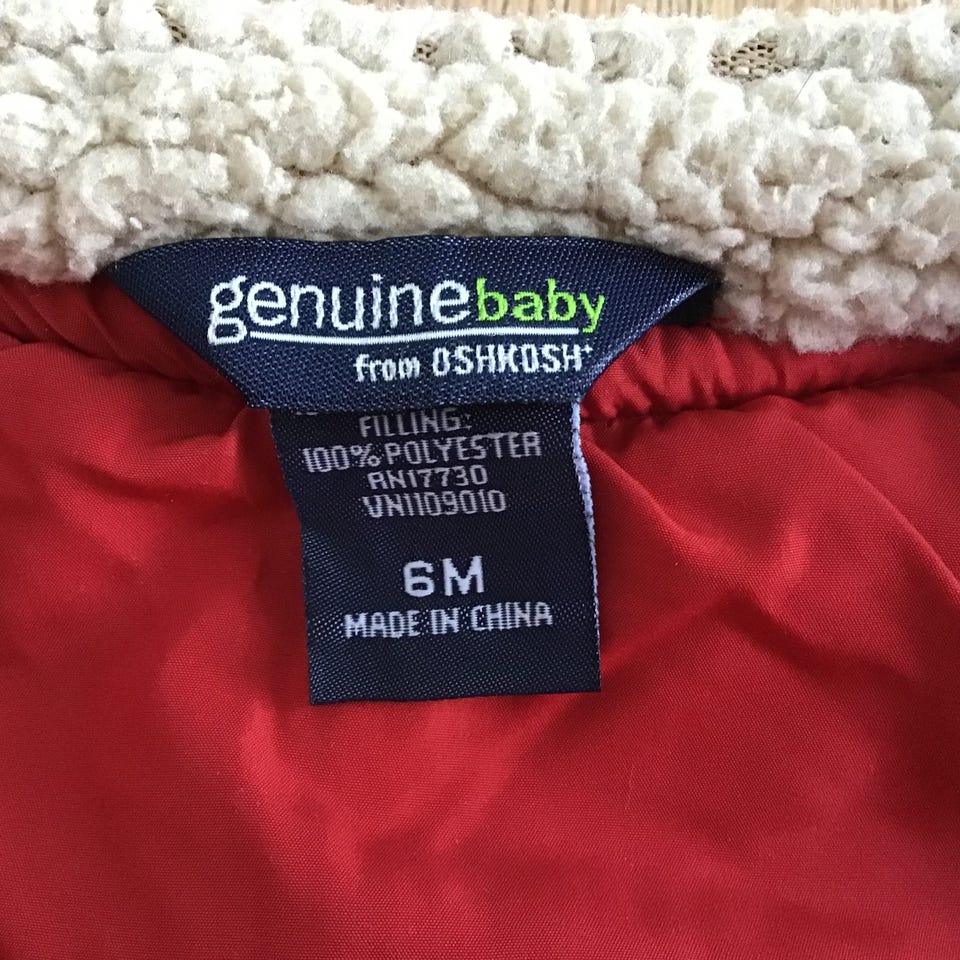 genuinebaby
from OSHKOSH
FILLING:
100% POLYESTER
RN17730
VN1109010
6M
MADE IN CHINA